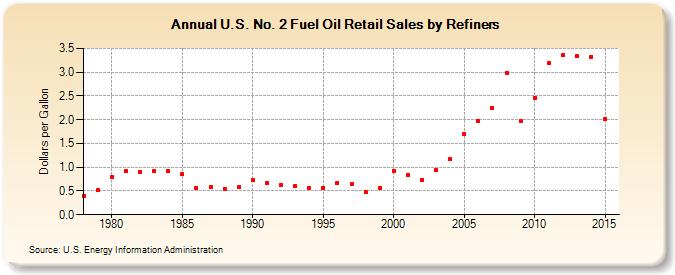 Annual U.S. No. 2 Fuel Oil Retail Sales by Refiners
Dollars per Gallon
3.5
3.0
2.5
2.0
1.5
1.0
0.5
0.0
1980 1985 1990 1995 2000 2005 2010 2015
Source: U.S. Energy Information Administration